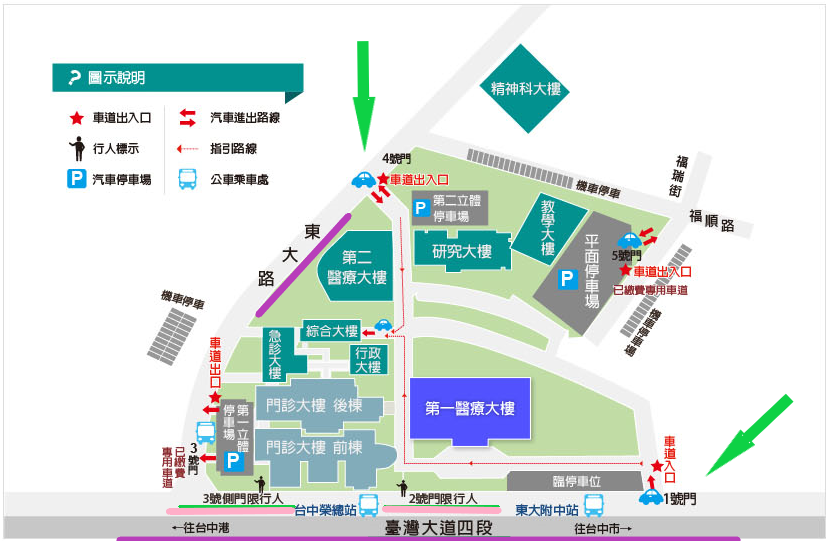 圖示說明
車道出入口
汽車進出路線
行人標示
指引路線
P
汽車停車場
公車乘車處
精神科大樓
4號門
車道出入口
機車停車
福瑞街
福順路
P
第二立體
停車場
教學大樓
平面停車場
P
5號門
車道出入口
已繳費專用車道
機車停車場
東大路
第二
醫療大樓
研究大樓
機車停車
綜合大樓
急診大樓
行政
大樓
車道出口
門診大樓 後棟
第一醫療大樓
第一立體
停車場
P
3號門
已繳費
專用車道
門診大樓 前棟
車道入口
臨停車位
1號門
3號側門限行人
台中榮總站
2號門限行人
東大附中站
←往台中港
臺灣大道四段
往台中市→